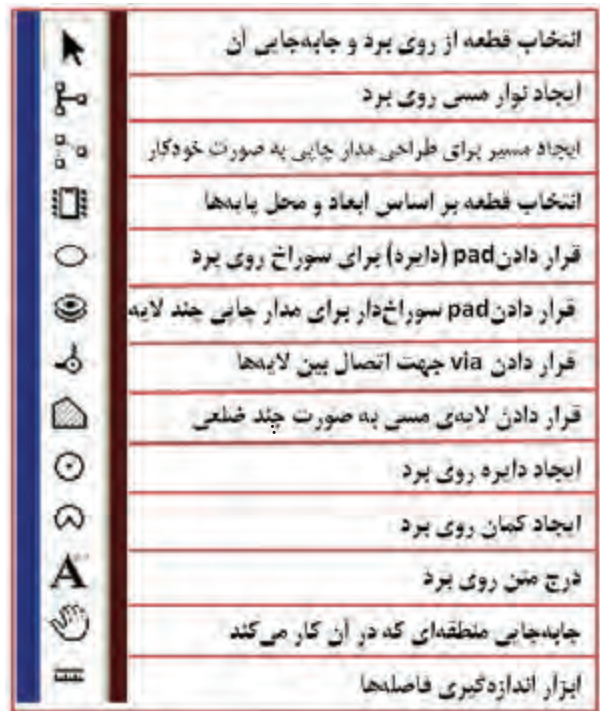 انتخاب قطعه از روی برد و جابه‌جایی آن
ایجاد نوار مسی روی برد
ایجاد مسیر برای طراحی مدار چاپی به صورت خودکار
انتخاب قطعه بر اساس ابعاد و محل پایه‌ها
قرار دادن pad (دایره) برای سوراخ روی برد
قرار دادن pad سوراخ‌دار برای مدار چاپی چند لایه
قرار دادن via جهت اتصال بین لایه‌ها
قرار دادن لایه‌ی مسی به صورت چند ضلعی
ایجاد دایره روی برد
ایجاد کمان روی برد
A درج متن روی برد
جابه‌جایی منطقه‌ای که در آن کار می‌کند
ابزار اندازه‌گیری فاصله‌ها